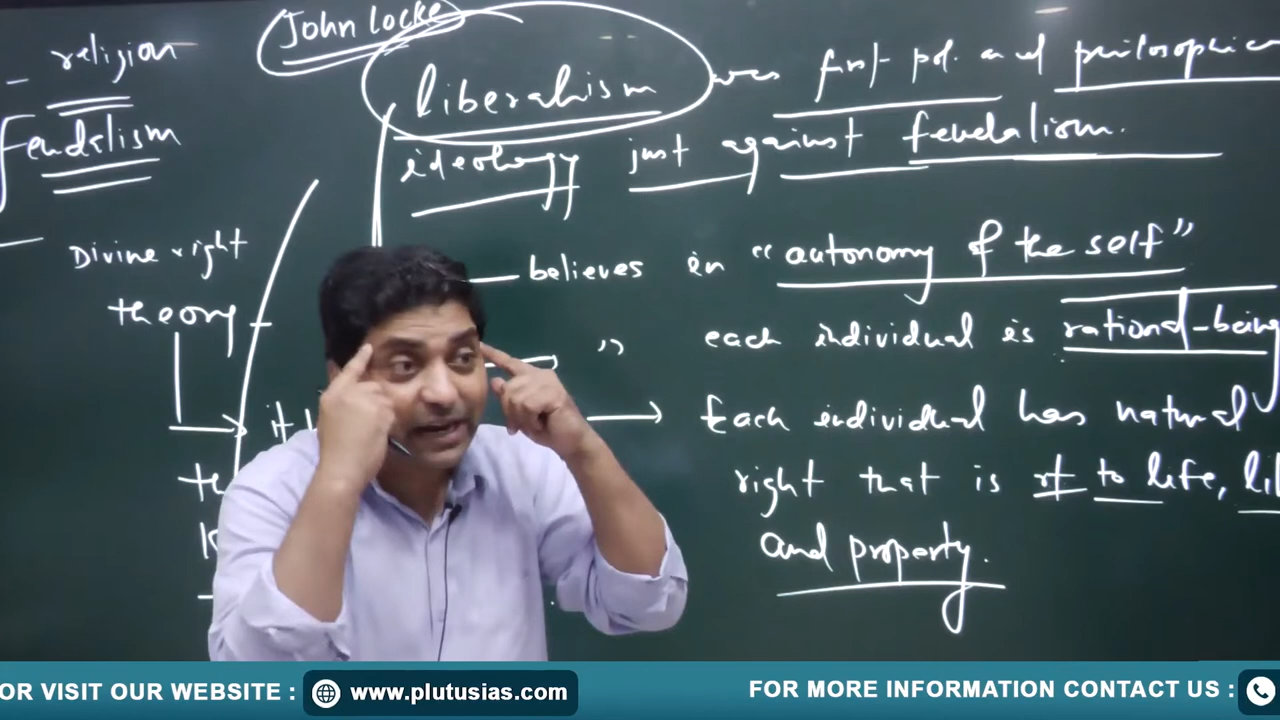 religion
feudalism
Divine right
theory
John Locke
liberalism was first pol. and philosophica
ideology just against feudalism.
believes in "autonomy of the self"
" each individual is rational-being
Each individual has natural
right that is rt to life, li
and property.
OR VISIT OUR WEBSITE : www.plutusias.com FOR MORE INFORMATION CONTACT US :